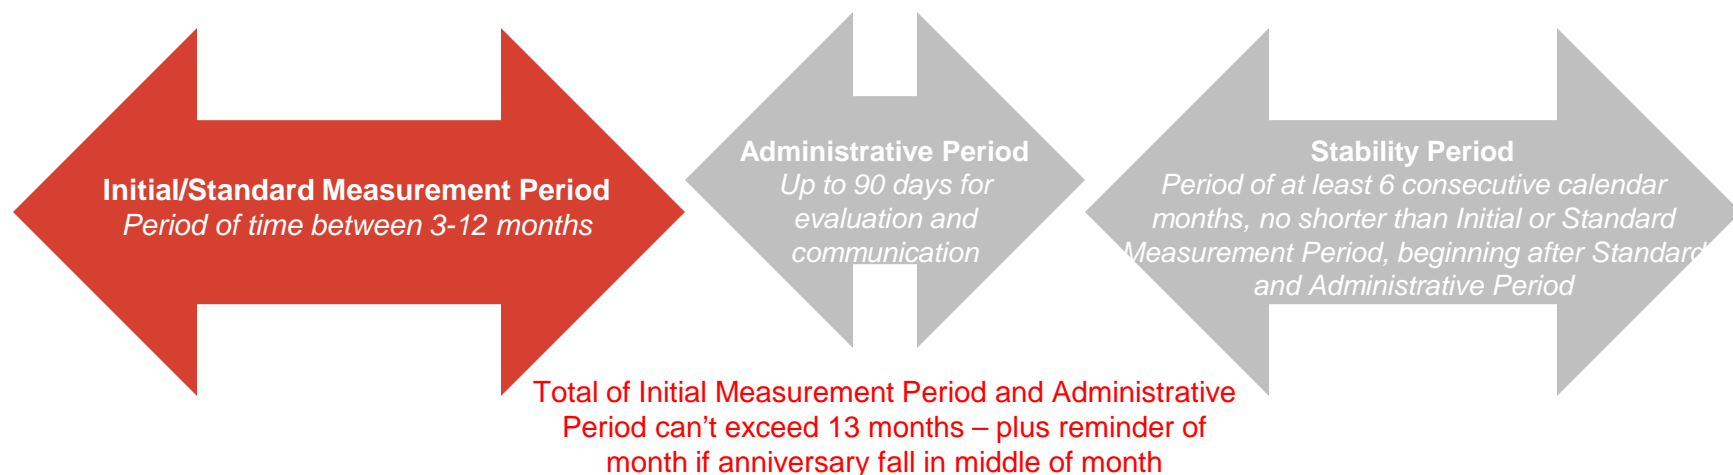 Initial/Standard Measurement Period
Period of time between 3-12 months
Administrative Period
Up to 90 days for
evaluation and
communication
Stability Period
Period of at least 6 consecutive calendar
months, no shorter than Initial or Standard
Measurement Period, beginning after Standard
and Administrative Period
Total of Initial Measurement Period and Administrative
Period can’t exceed 13 months – plus reminder of
month if anniversary fall in middle of month